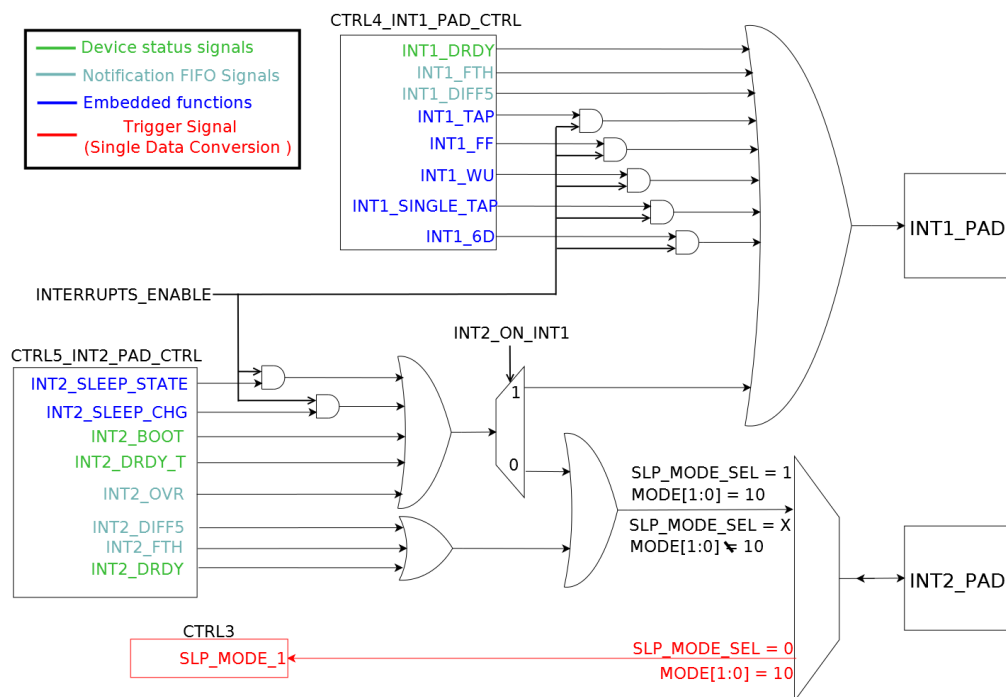 CTRL4_INT1_PAD_CTRL
Device status signals
Notification FIFO Signals
Embedded functions
Trigger Signal
(Single Data Conversion )
INT1_DRDY
INT1_FTH
INT1_DIFF5
INT1_TAP
INT1_FF
INT1_WU
INT1_SINGLE_TAP
INT1_6D
INT1_PAD
INTERRUPTS_ENABLE
INT2_ON_INT1
CTRL5_INT2_PAD_CTRL
INT2_SLEEP_STATE
INT2_SLEEP_CHG
INT2_BOOT
INT2_DRDY_T
INT2_OVR
INT2_DIFF5
INT2_FTH
INT2_DRDY
1
0
SLP_MODE_SEL = 1
MODE[1:0] = 10
SLP_MODE_SEL = X
MODE[1:0] ≠ 10
INT2_PAD
CTRL3
SLP_MODE_1
SLP_MODE_SEL = 0
MODE[1:0] = 10